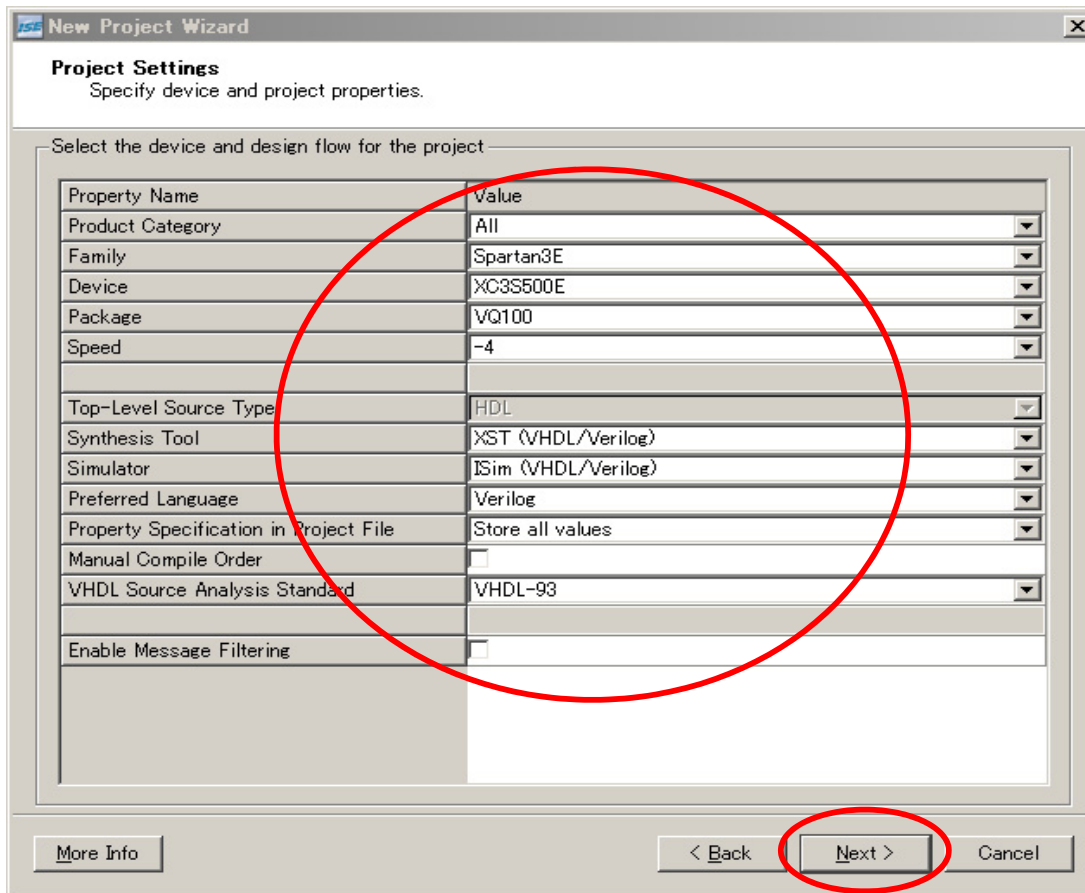 ISE New Project Wizard
Project Settings
Specify device and project properties.
Select the device and design flow for the project
Property Name Value
Product Category All
Family Spartan3E
Device XC3S500E
Package VQ100
Speed -4
Top-Level Source Type HDL
Synthesis Tool XST (VHDL/Verilog)
Simulator ISim (VHDL/Verilog)
Preferred Language Verilog
Property Specification in Project File Store all values
Manual Compile Order
VHDL Source Analysis Standard VHDL-93
Enable Message Filtering
More Info < Back Next > Cancel